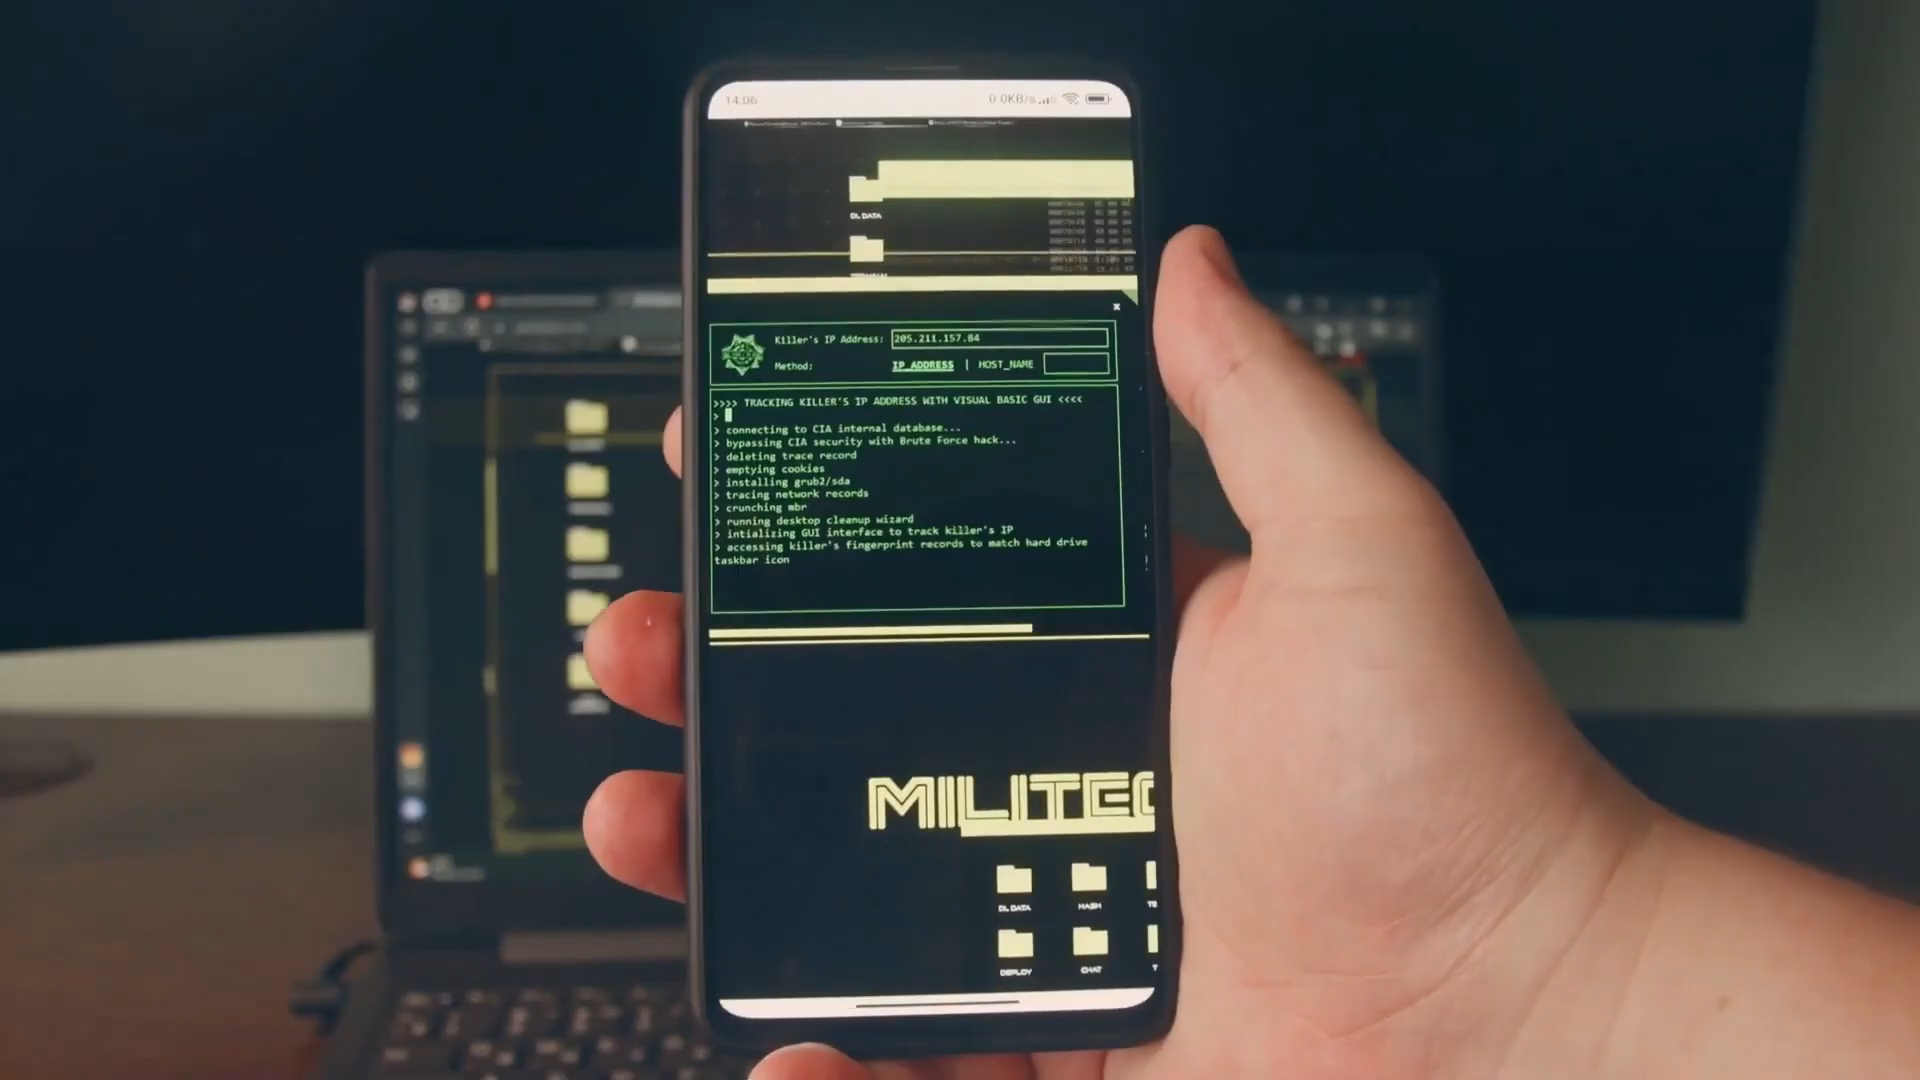 14:06
0.0KB/s
DL DATA
Killer's IP Address: 205.211.157.84
Method: IP_ADDRESS | HOST_NAME
>>>> TRACKING KILLER'S IP ADDRESS WITH VISUAL BASIC GUI <<<<
>
> connecting to CIA internal database...
> bypassing CIA security with Brute Force hack...
> deleting trace record
> emptying cookies
> installing grub2/sda
> tracing network records
> crunching mbr
> running desktop cleanup wizard
> intializing GUI interface to track killer's IP
> accessing killer's fingerprint records to match hard drive
taskbar icon
MILITEC
DL DATA HASH TE
DEPLOY CHAT T